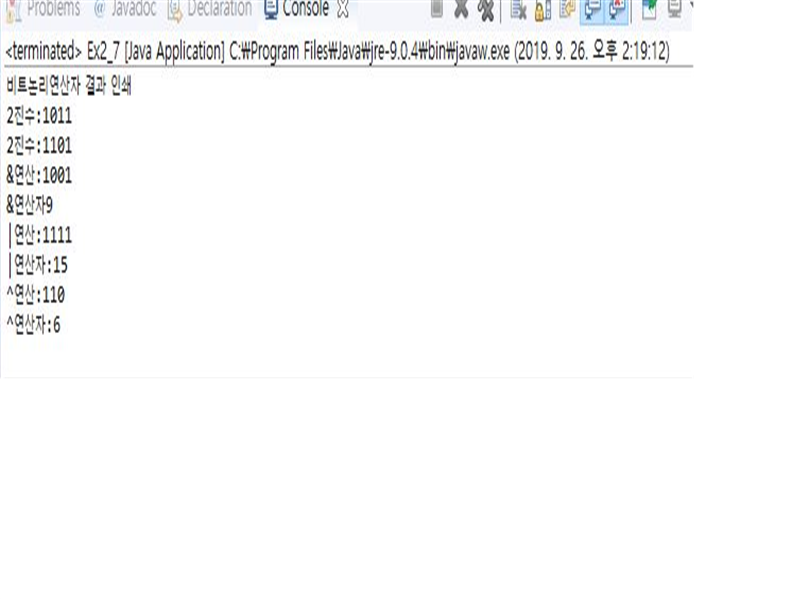 Problems @ Javadoc Declaration Console
<terminated> Ex2_7 [Java Application] C:₩Program Files₩Java₩jre-9.0.4₩bin₩javaw.exe (2019. 9. 26. 오후 2:19:12)
비트논리연산자 결과 인쇄
2진수:1011
2진수:1101
&연산:1001
&연산자9
|연산:1111
|연산자:15
^연산:110
^연산자:6